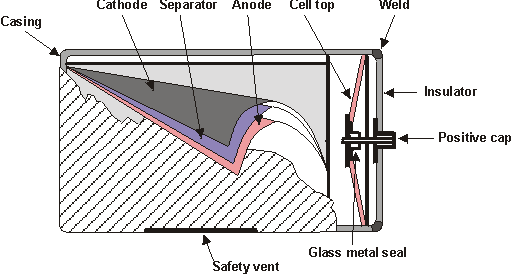 Cathode Separator Anode Cell top Weld
Casing
Insulator
Positive cap
Glass metal seal
Safety vent